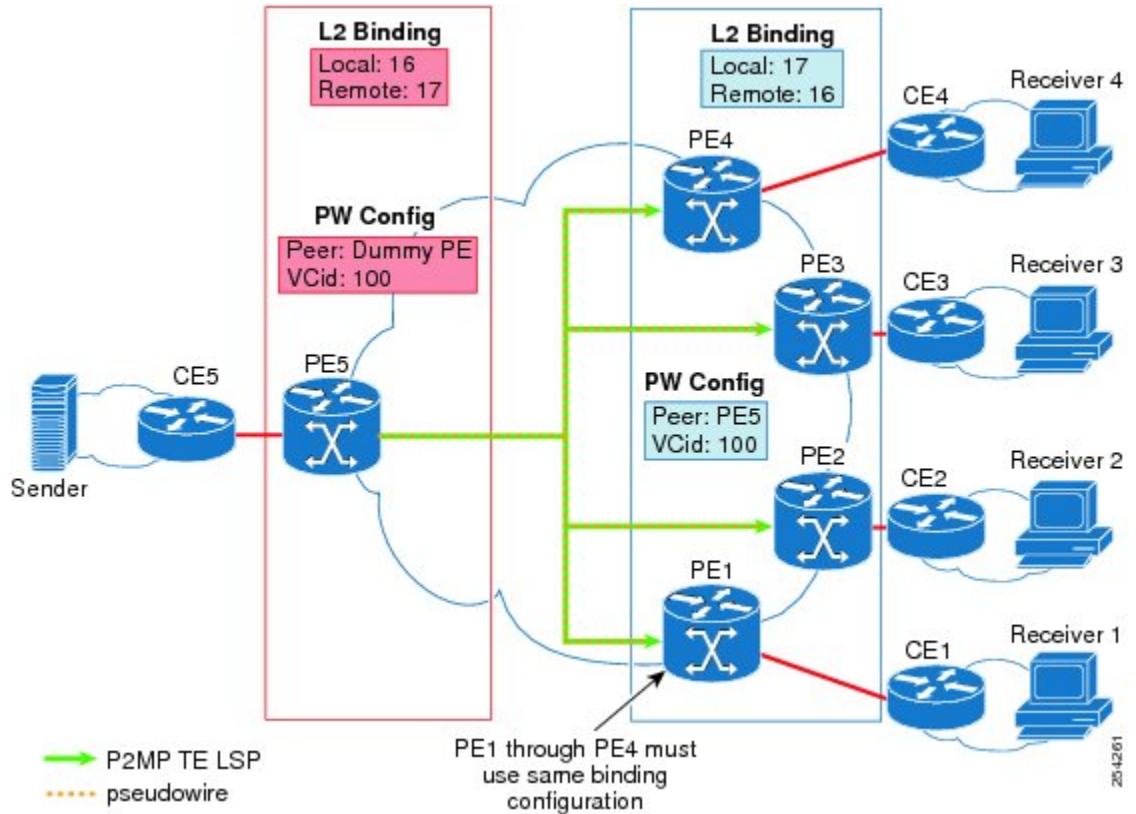 L2 Binding
Local: 16
Remote: 17
L2 Binding
Local: 17
Remote: 16
Receiver 4
CE4
PE4
PW Config
Peer: Dummy PE
VCid: 100
PE3
CE3
Receiver 3
CE5
PE5
PW Config
Peer: PE5
VCid: 100
Sender
PE2
CE2
Receiver 2
PE1
CE1
Receiver 1
P2MP TE LSP
pseudowire
PE1 through PE4 must
use same binding
configuration
254261